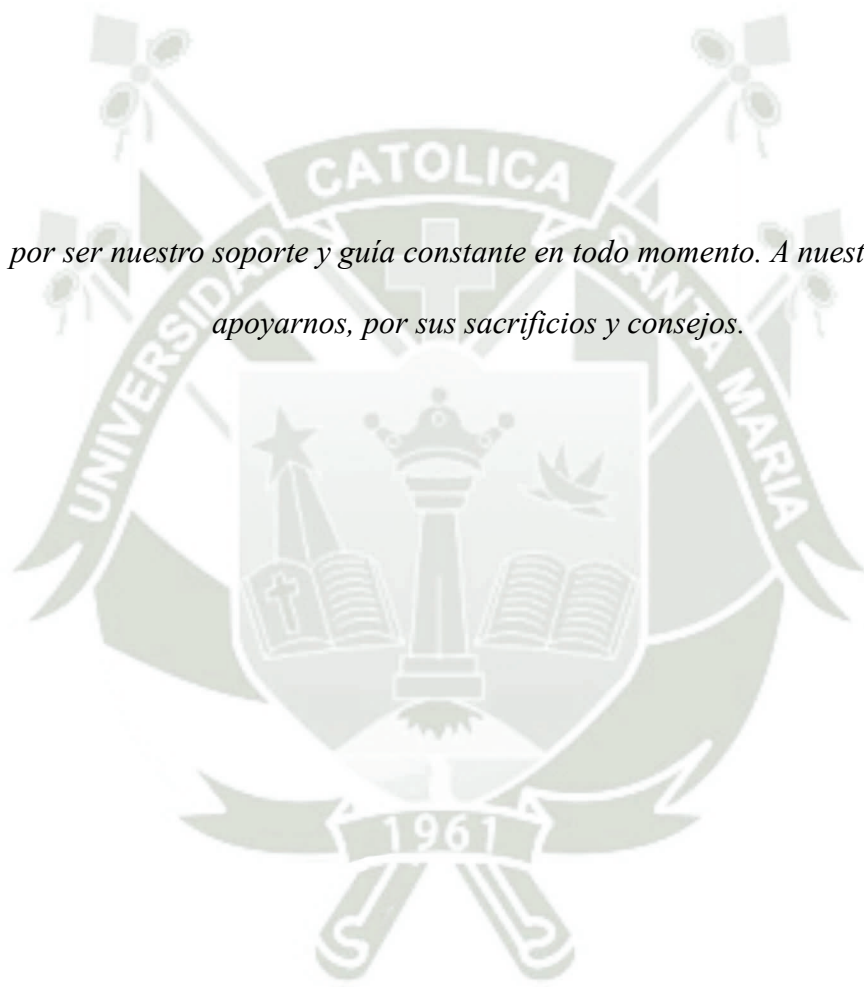 CATOLICA
UNIVERSIDAD
SANTA MARIA
por ser nuestro soporte y guía constante en todo momento. A
apoyarnos, por sus sacrificios y consejos.
1961